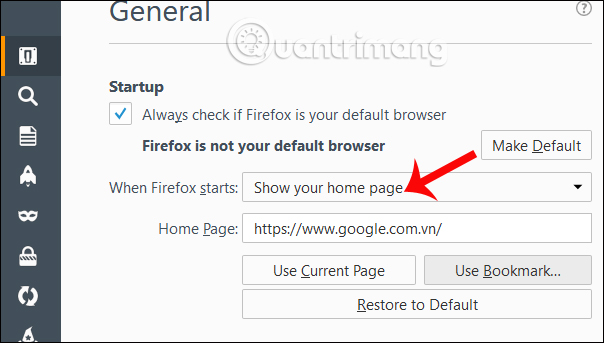 General
?
Quantrimang
Startup
Always check if Firefox is your default browser
Firefox is not your default browser
Make Default
When Firefox starts:
Show your home page
Home Page:
https://www.google.com.vn/
Use Current Page
Use Bookmark...
Restore to Default